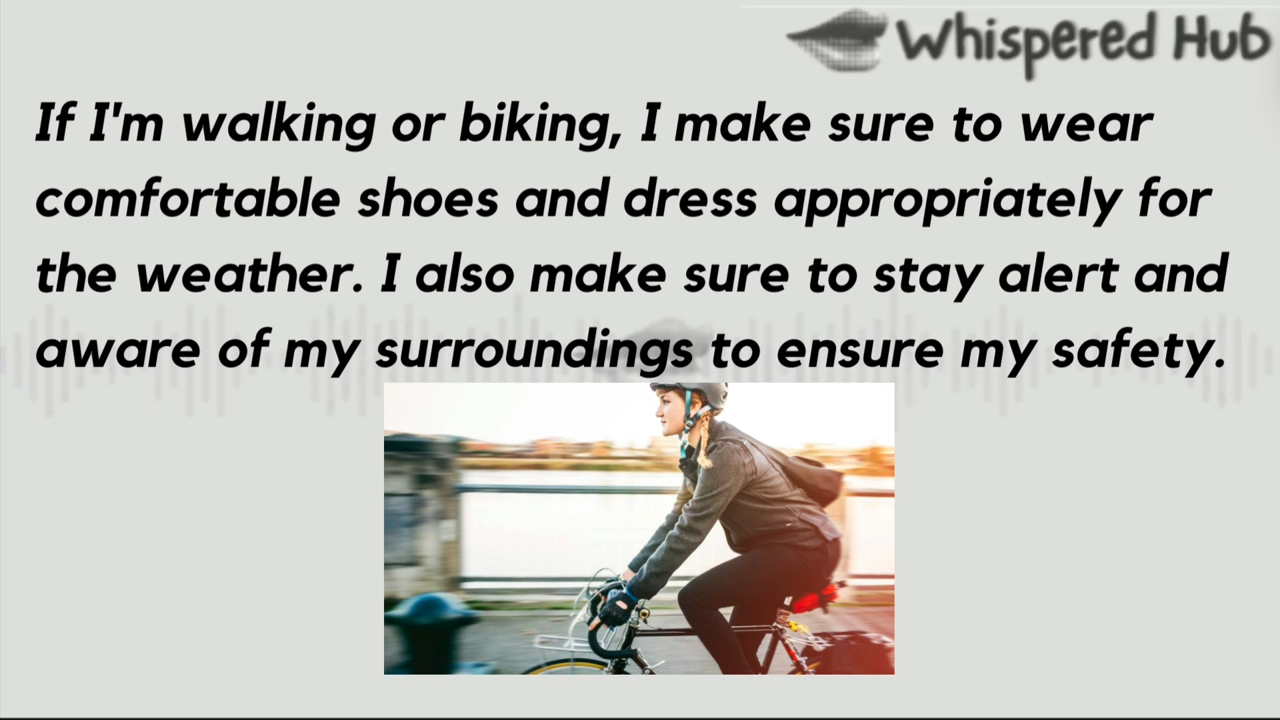 Whispered Hub
If I'm walking or biking, I make sure to wear
comfortable shoes and dress appropriately for
the weather. I also make sure to stay alert and
aware of my surroundings to ensure my safety.